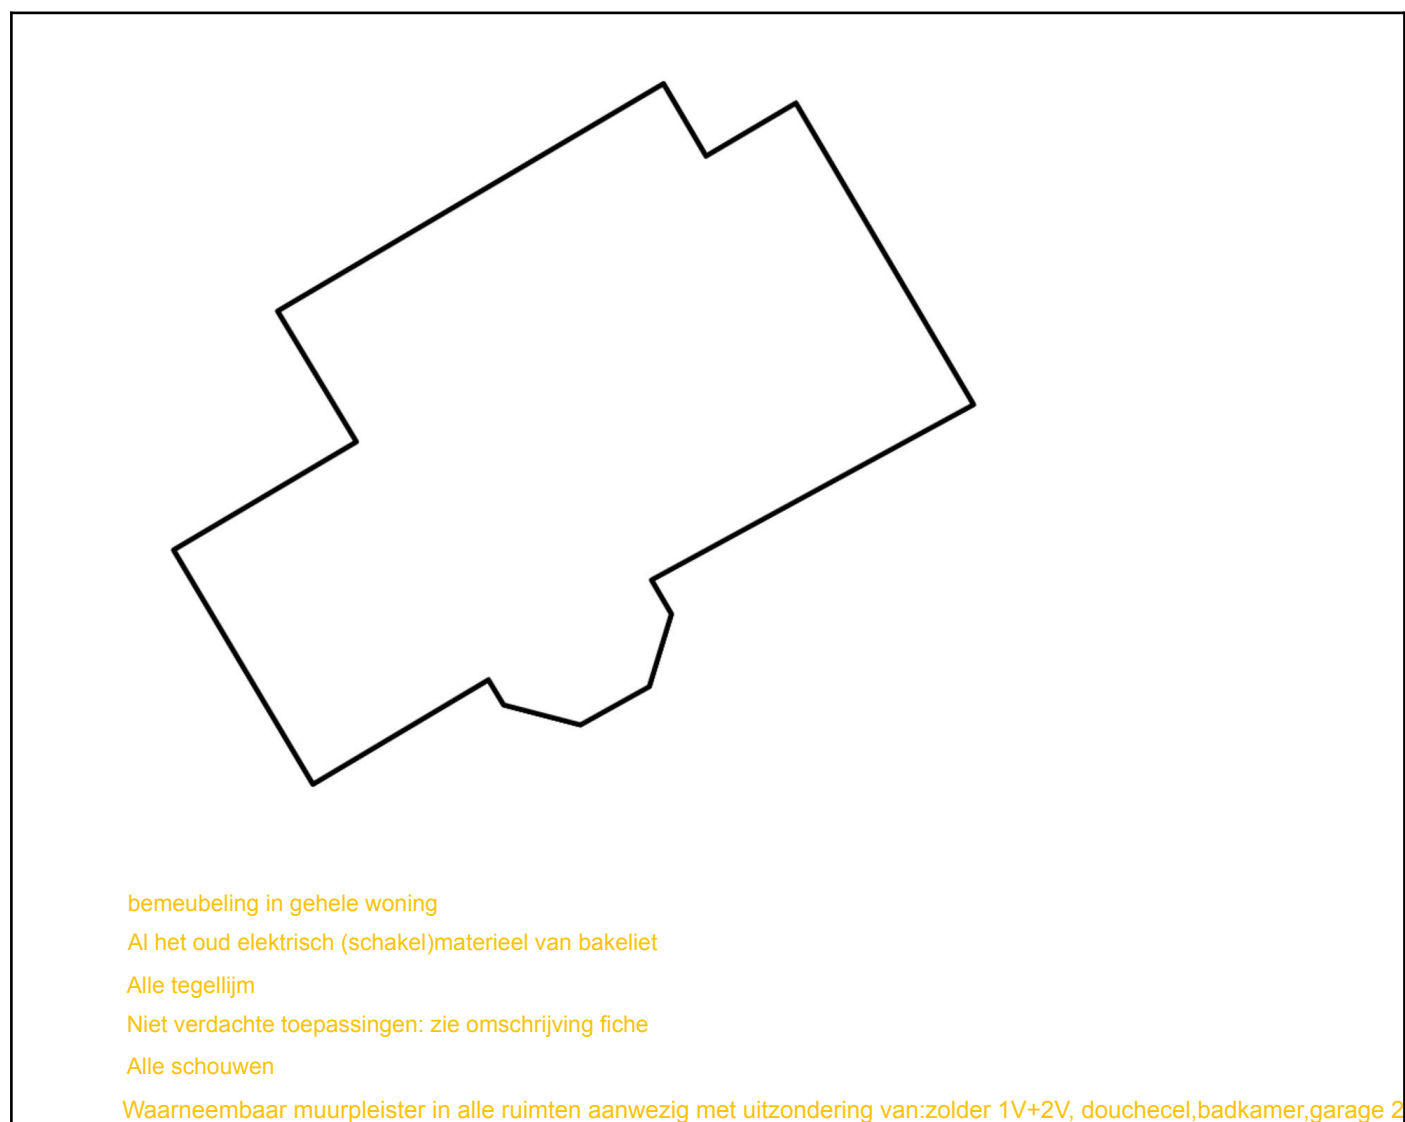 bemeubeling in gehele woning
Al het oud elektrisch (schakel)materieel van bakeliet
Alle tegellijm
Niet verdachte toepassingen: zie omschrijving fiche
Alle schouwen
Waarneembaar muurpleister in alle ruimten aanwezig met uitzondering van:zolder 1V+2V, douchecel,badkamer,garage 2